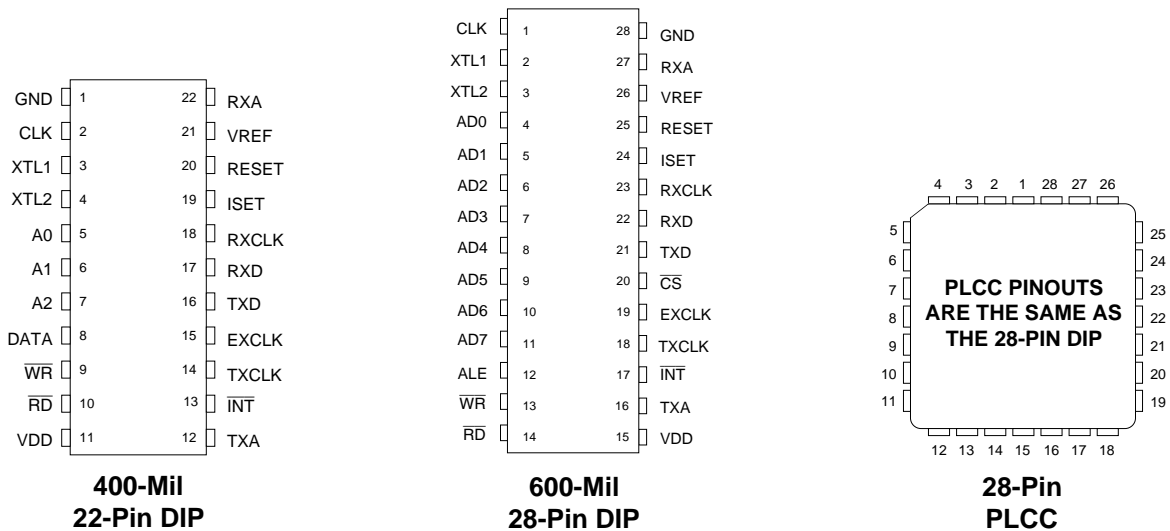 GND 1 22 RXA
CLK 2 21 VREF
XTL1 3 20 RESET
XTL2 4 19 ISET
A0 5 18 RXCLK
A1 6 17 RXD
A2 7 16 TXD
DATA 8 15 EXCLK
WR 9 14 TXCLK
RD 10 13 INT
VDD 11 12 TXA
400-Mil
22-Pin DIP
CLK 1 28 GND
XTL1 2 27 RXA
XTL2 3 26 VREF
AD0 4 25 RESET
AD1 5 24 ISET
AD2 6 23 RXCLK
AD3 7 22 RXD
AD4 8 21 TXD
AD5 9 20 CS
AD6 10 19 EXCLK
AD7 11 18 TXCLK
ALE 12 17 INT
WR 13 16 TXA
RD 14 15 VDD
600-Mil
28-Pin DIP
4 3 2 1 28 27 26
5 25
6 24
7 PLCC PINOUTS 23
8 ARE THE SAME AS 22
9 THE 28-PIN DIP 21
10 20
11 19
12 13 14 15 16 17 18
28-Pin
PLCC